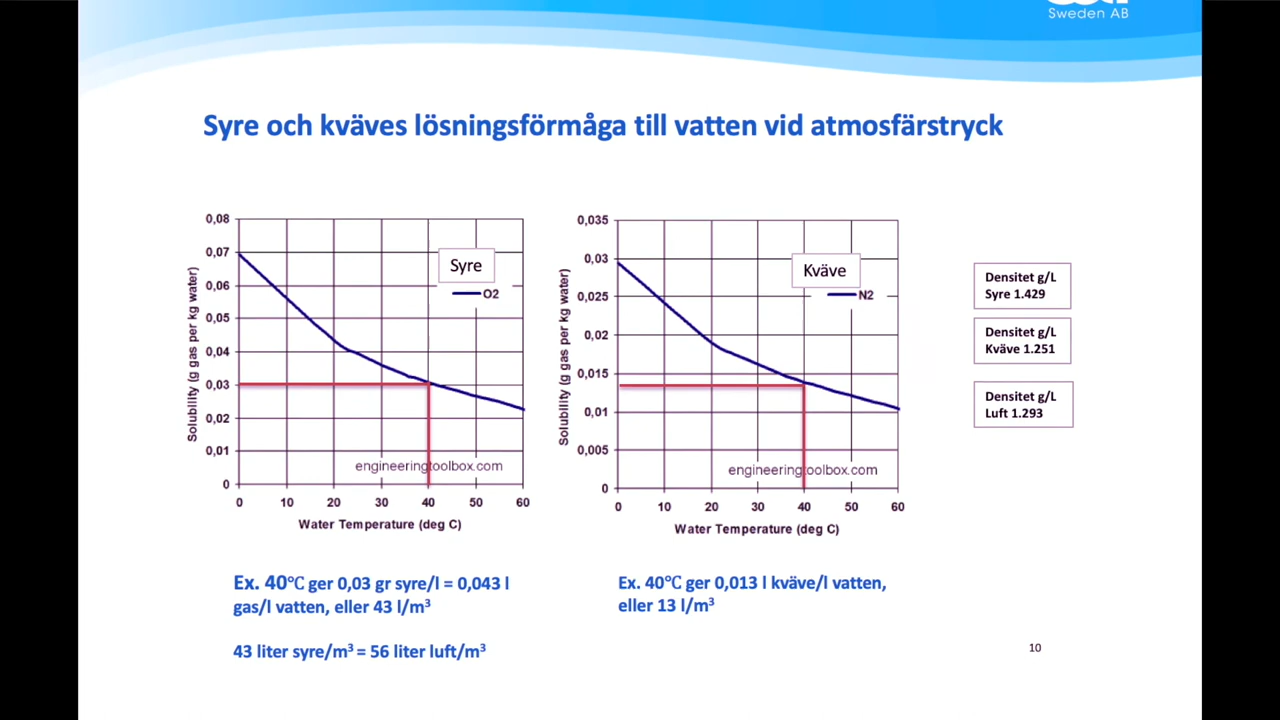 Sweden AB
Syre och kväves lösningsförmåga till vatten vid atmosfärstryck
0,08
0,07
0,06
0,05
0,04
0,03
0,02
0,01
0
Solubility (g gas per kg water)
Syre
O2
engineeringtoolbox.com
0 10 20 30 40 50 60
Water Temperature (deg C)
0,035
0,03
0,025
0,02
0,015
0,01
0,005
0
Solubility (g gas per kg water)
Kväve
N2
engineeringtoolbox.com
0 10 20 30 40 50 60
Water Temperature (deg C)
Densitet g/L
Syre 1.429
Densitet g/L
Kväve 1.251
Densitet g/L
Luft 1.293
Ex. 40°C ger 0,03 gr syre/l = 0,043 l
gas/l vatten, eller 43 l/m³
43 liter syre/m³ = 56 liter luft/m³
Ex. 40°C ger 0,013 l kväve/l vatten,
eller 13 l/m³
10